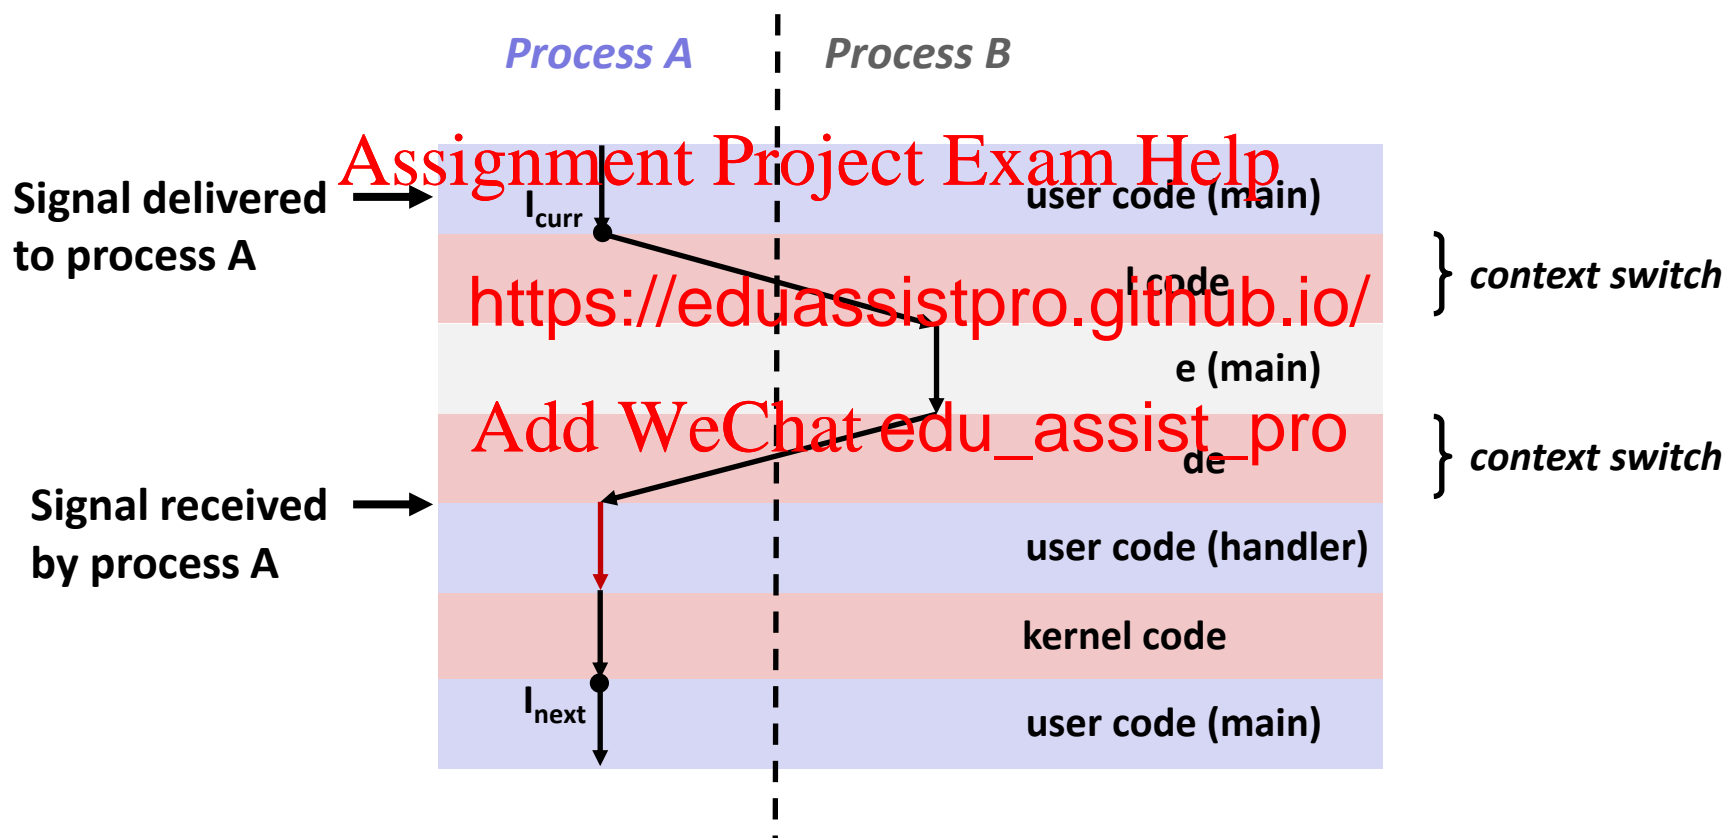 Process A
Process B
Assignment Project Exam Help
Signal delivered
to process A
Icurr
user code (main)
l code
context switch
https://eduassistpro.github.io/
e (main)
Add WeChat edu_assist_pro
de
context switch
Signal received
by process A
user code (handler)
kernel code
Inext
user code (main)